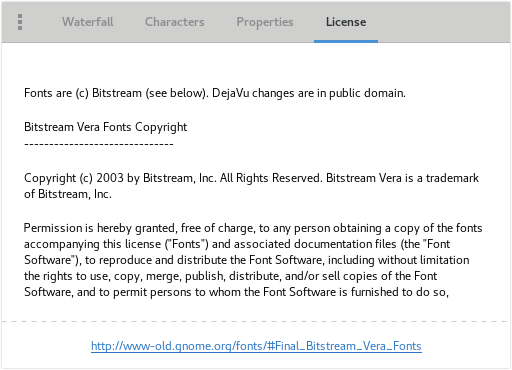 Waterfall Characters Properties License
Fonts are (c) Bitstream (see below). DejaVu changes are in public domain.
Bitstream Vera Fonts Copyright
------------------------------
Copyright (c) 2003 by Bitstream, Inc. All Rights Reserved. Bitstream Vera is a trademark
of Bitstream, Inc.
Permission is hereby granted, free of charge, to any person obtaining a copy of the fonts
accompanying this license ("Fonts") and associated documentation files (the "Font
Software"), to reproduce and distribute the Font Software, including without limitation
the rights to use, copy, merge, publish, distribute, and/or sell copies of the Font
Software, and to permit persons to whom the Font Software is furnished to do so,
http://www-old.gnome.org/fonts/#Final_Bitstream_Vera_Fonts